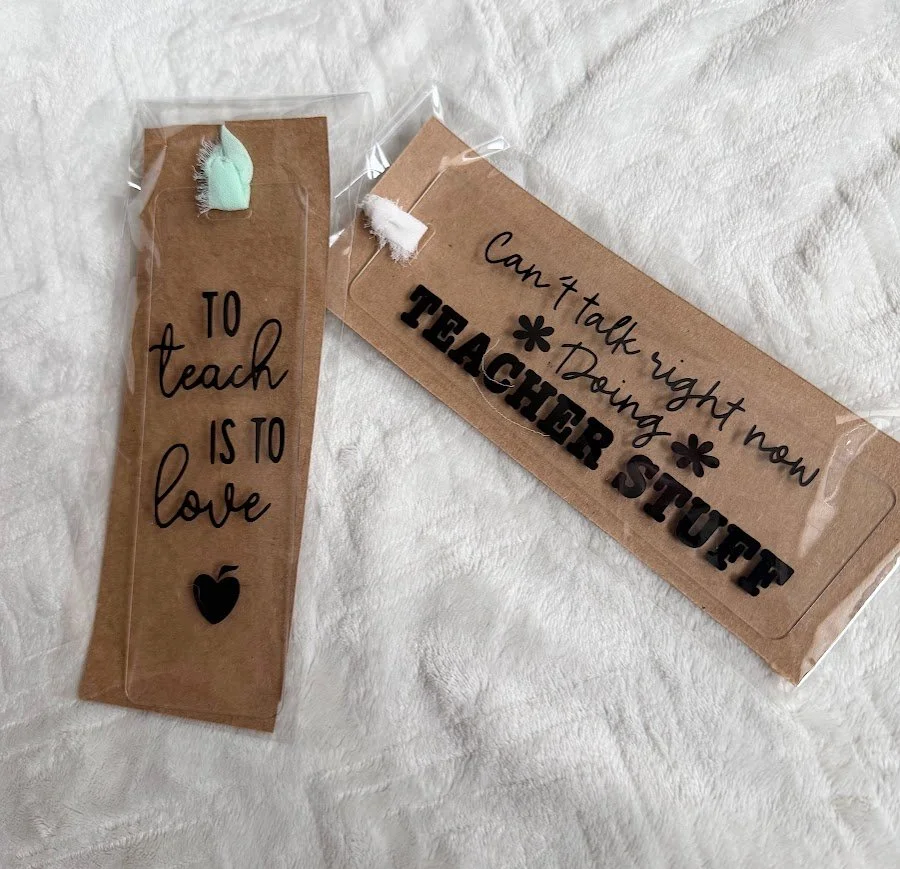 TO
teach
IS TO
love
Can't talk right now
Doing
TEACHER STUFF